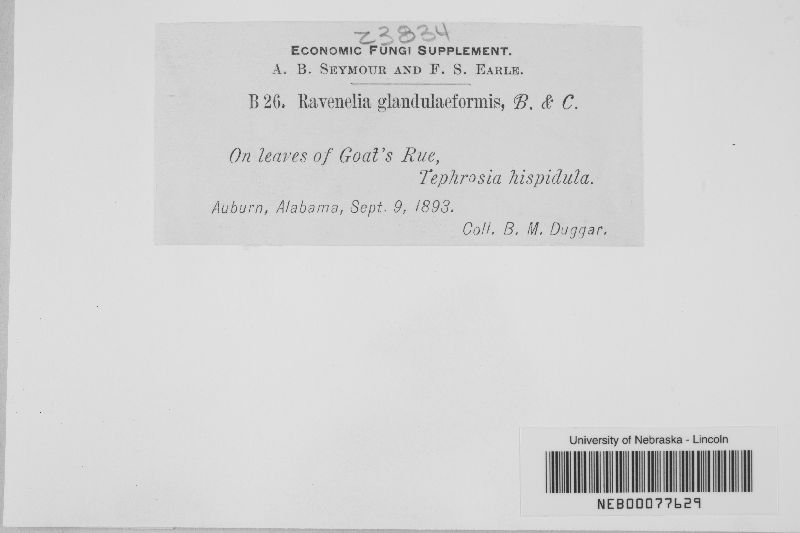 23834
ECONOMIC FUNGI SUPPLEMENT.
A. B. SEYMOUR AND F. S. EARLE.
B 26. Ravenelia glandulaeformis, B. & C.
On leaves of Goat's Rue,
Tephrosia hispidula.
Auburn, Alabama, Sept. 9, 1893.
Coll. B. M. Duggar.
University of Nebraska - Lincoln
NEB00077629